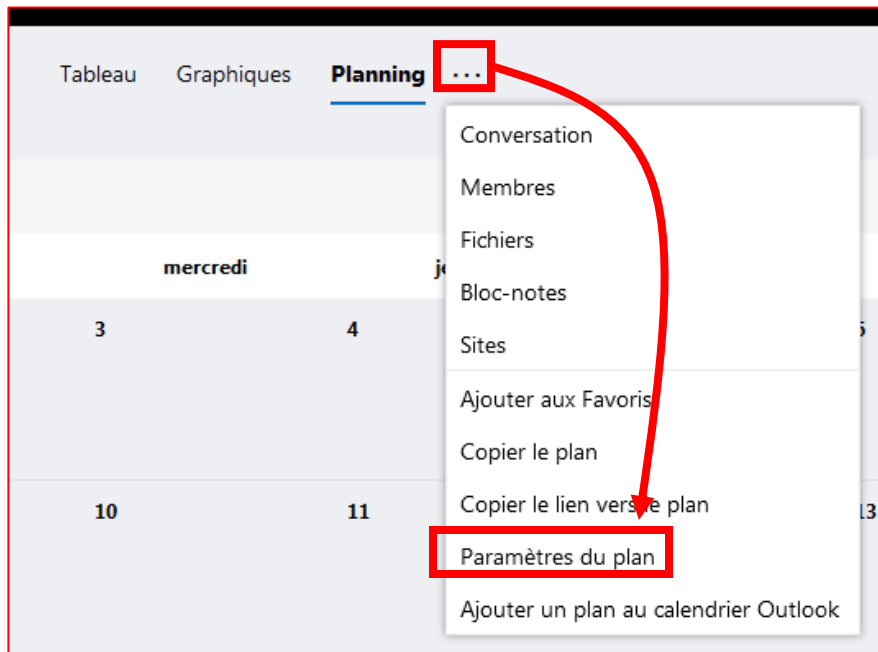 Tableau Graphiques Planning ...
Conversation
Membres
Fichiers
mercredi
Bloc-notes
3 4
Sites
Ajouter aux Favoris
Copier le plan
10 11 Copier le lien vers le plan 13
Paramètres du plan
Ajouter un plan au calendrier Outlook